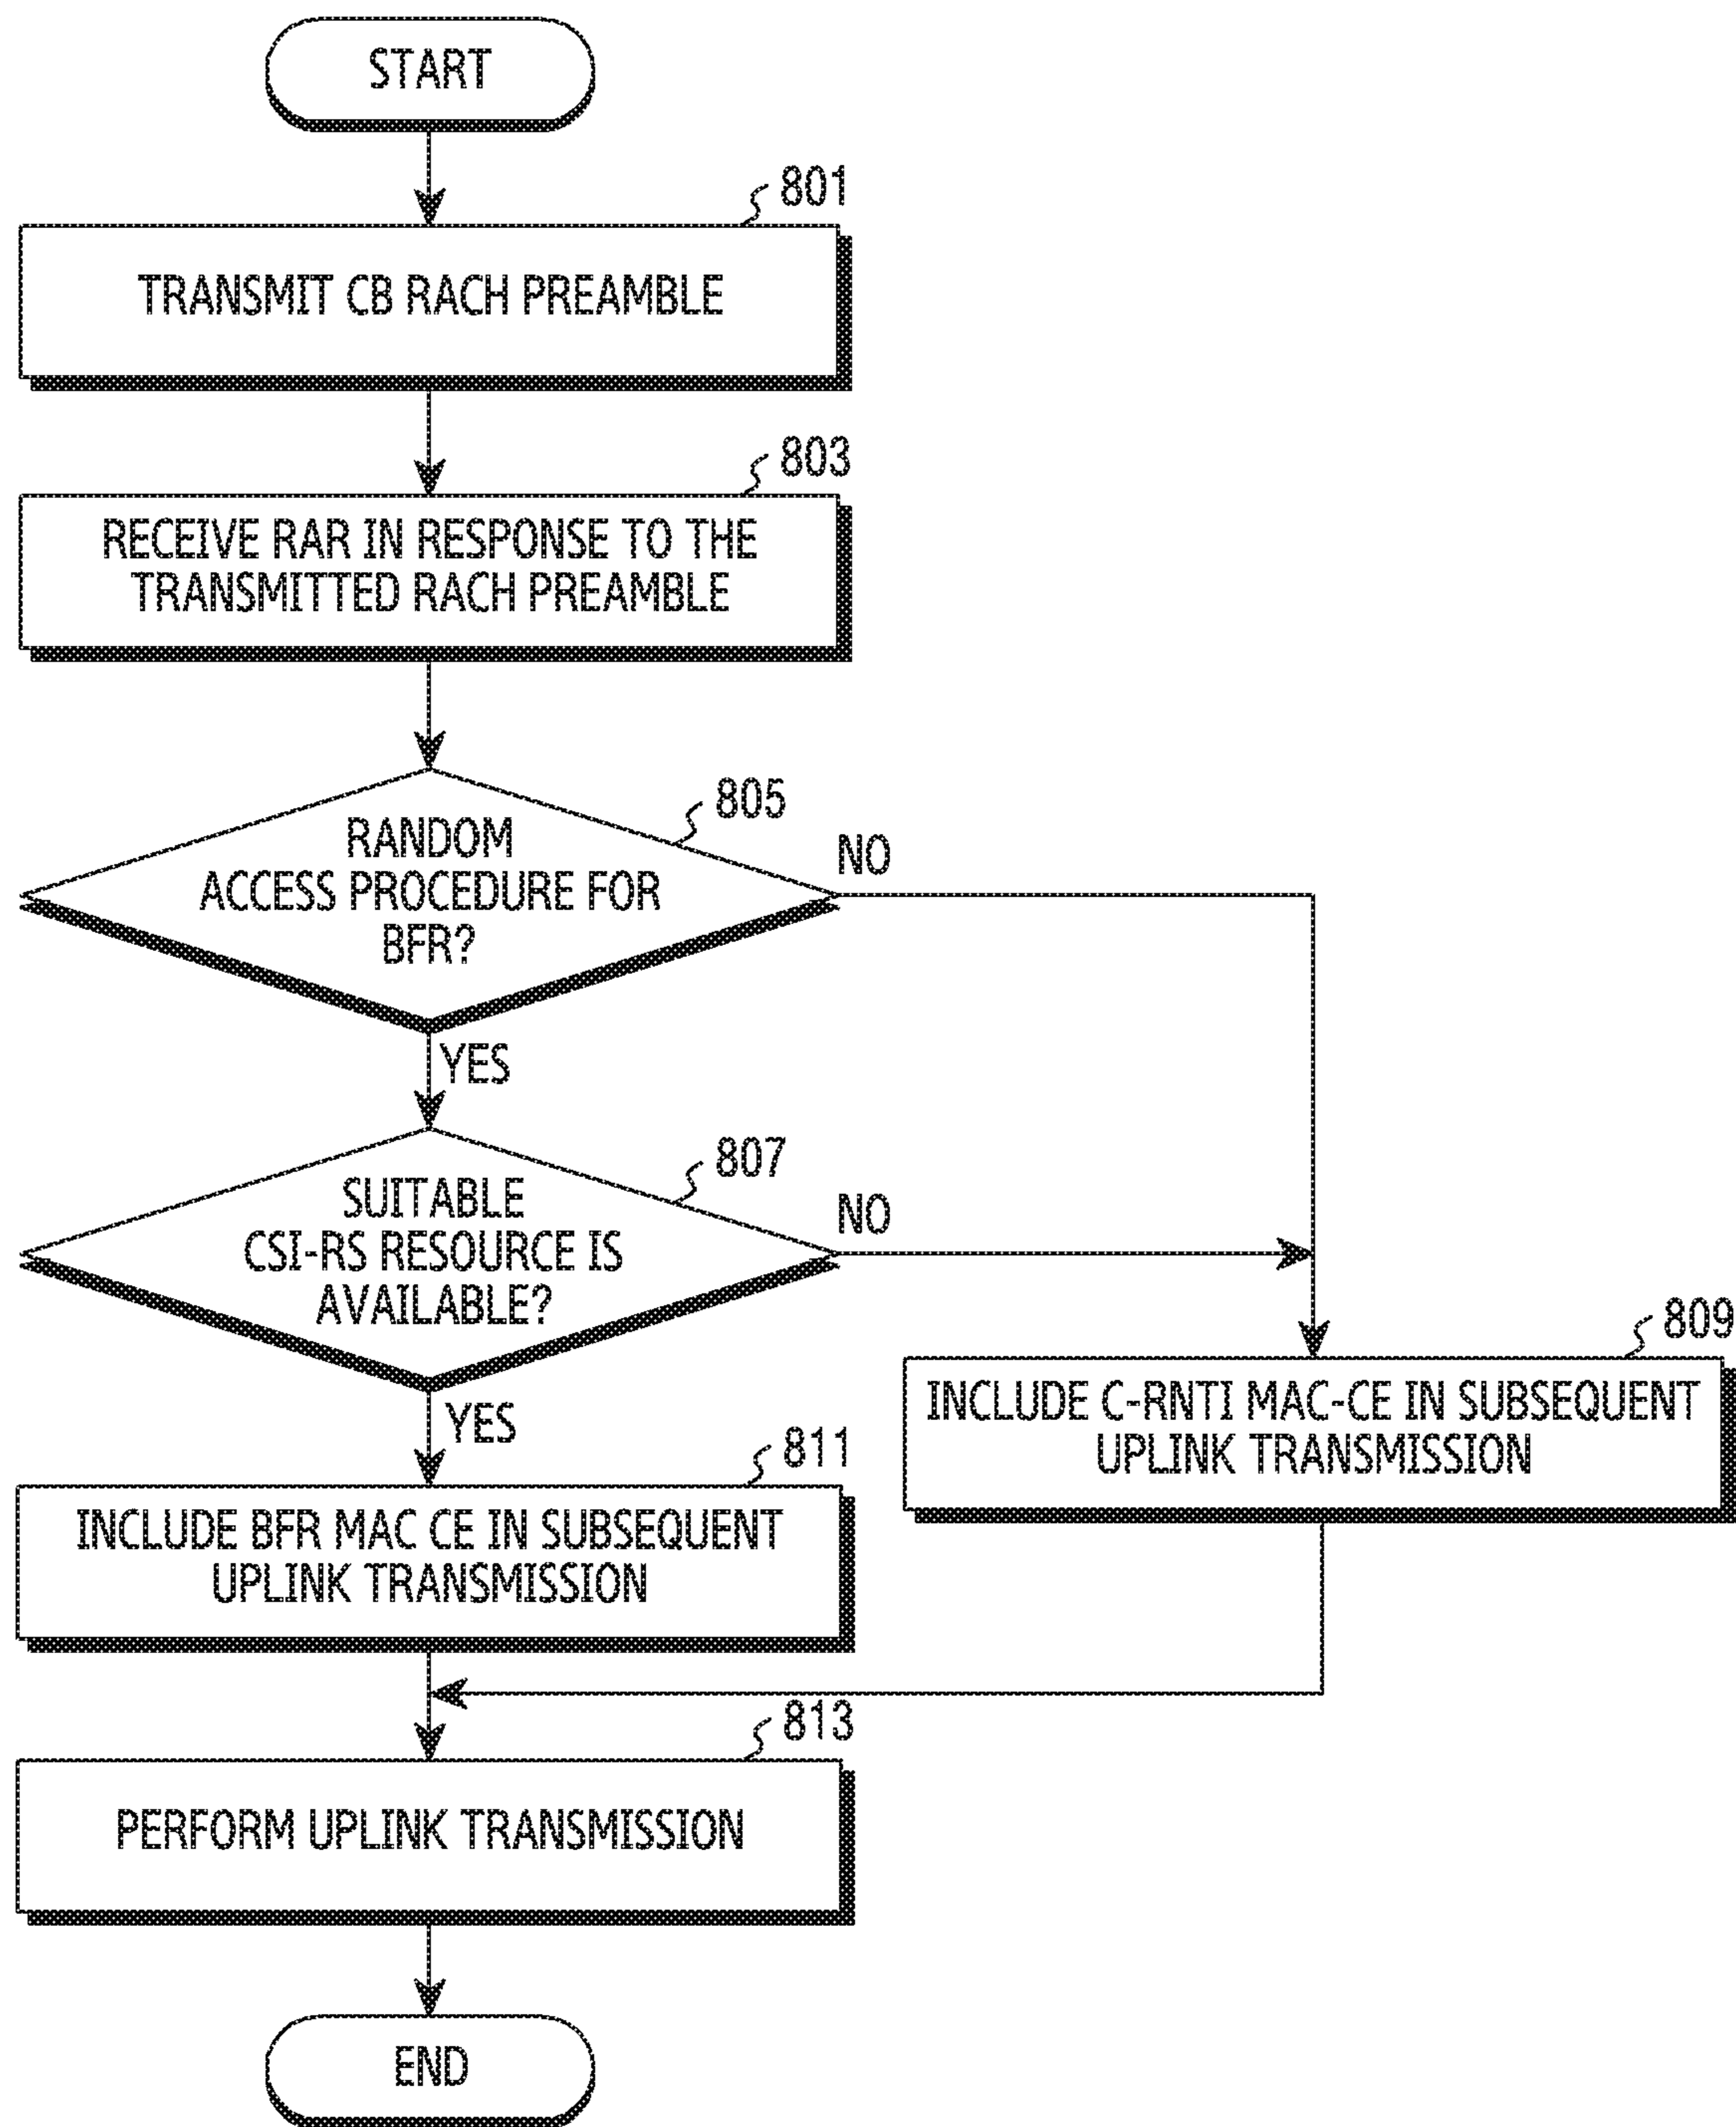 START
801
TRANSMIT CB RACH PREAMBLE
803
RECEIVE RAR IN RESPONSE TO THE
TRANSMITTED RACH PREAMBLE
805
RANDOM
ACCESS PROCEDURE FOR
BFR?
NO
YES
807
SUITABLE
CSI-RS RESOURCE IS
AVAILABLE?
NO
YES
809
INCLUDE C-RNTI MAC-CE IN SUBSEQUENT
UPLINK TRANSMISSION
811
INCLUDE BFR MAC CE IN SUBSEQUENT
UPLINK TRANSMISSION
813
PERFORM UPLINK TRANSMISSION
END